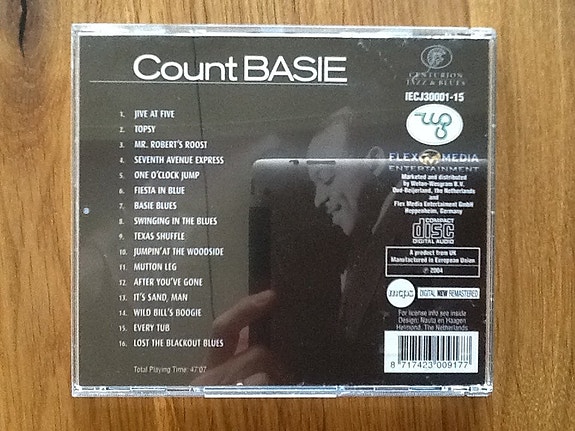 Count BASIE
1. JIVE AT FIVE
2. TOPSY
3. MR. ROBERT'S ROOST
4. SEVENTH AVENUE EXPRESS
5. ONE O'CLOCK JUMP
6. FIESTA IN BLUE
7. BASIE BLUES
8. SWINGING IN THE BLUES
9. TEXAS SHUFFLE
10. JUMPIN' AT THE WOODSIDE
11. MUTTON LEG
12. AFTER YOU'VE GONE
13. IT'S SAND, MAN
14. WILD BILL'S BOOGIE
15. EVERY TUB
16. LOST THE BLACKOUT BLUES
Total Playing Time: 47'07
CENTURION
JAZZ & BLUES
IECJ30001-15
FLEX MEDIA
ENTERTAINMENT
Marketed and distributed
by Wefan-Wesgram B.V.
Oud-Beijerland, the Netherlands
and
Flex Media Entertainment GmbH
Heppenheim, Germany
COMPACT
disc
DIGITAL AUDIO
A product from UK
Manufactured in European Union
℗ 2004
mcps
DIGITAL NEW REMASTERED
For license info see inside
Design: Nauta en Haagen
Helmond, The Netherlands
8 717423 009177